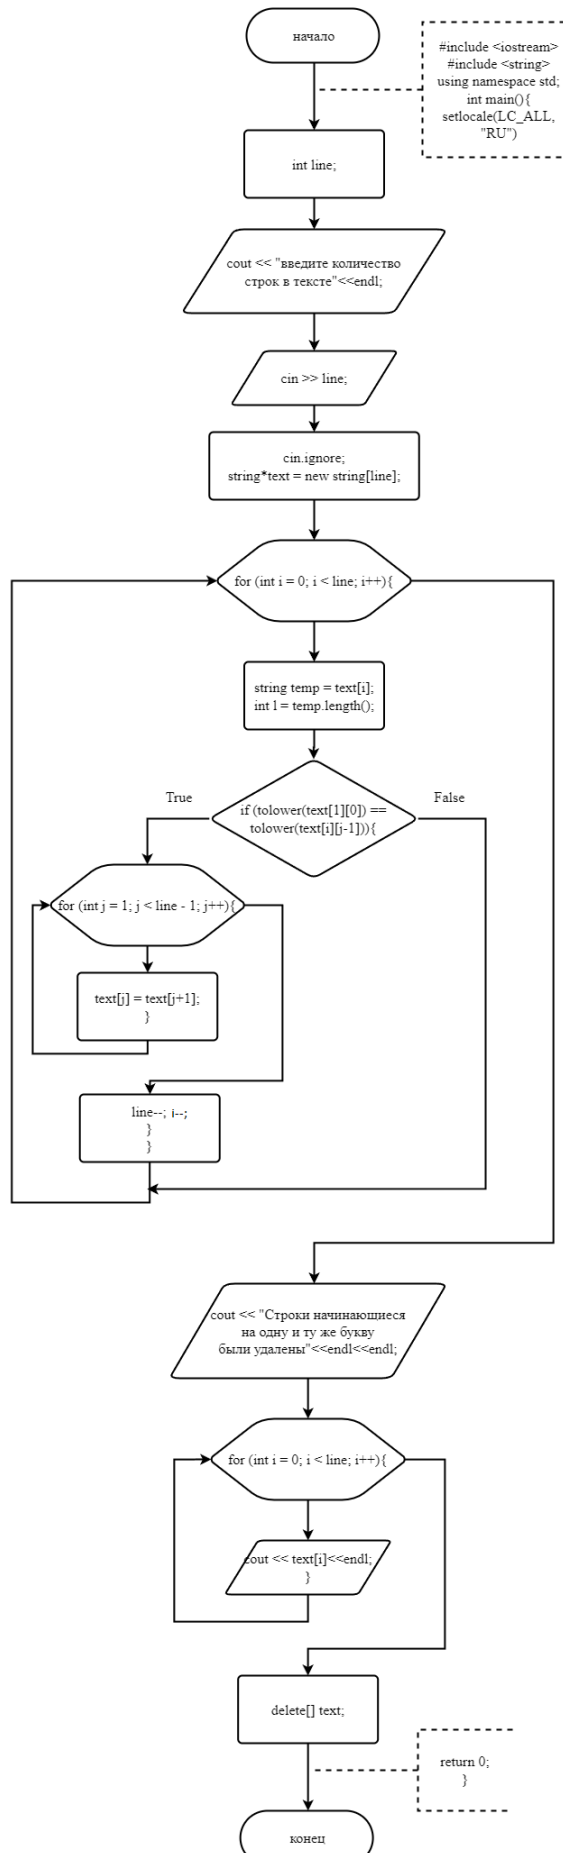 начало
#include <iostream>
#include <string>
using namespace std;
int main(){
setlocale(LC_ALL,
"RU")
int line;
cout << "введите количество
строк в тексте"<<endl;
cin >> line;
cin.ignore;
string*text = new string[line];
for (int i = 0; i < line; i++){
string temp = text[i];
int l = temp.length();
True
False
if (tolower(text[1][0]) ==
tolower(text[i][j-1])){
for (int j = 1; j < line - 1; j++){
text[j] = text[j+1];
}
line--; i--;
}
}
cout << "Строки начинающиеся
на одну и ту же букву
были удалены"<<endl<<endl;
for (int i = 0; i < line; i++){
cout << text[i]<<endl;
}
delete[] text;
return 0;
}
конец